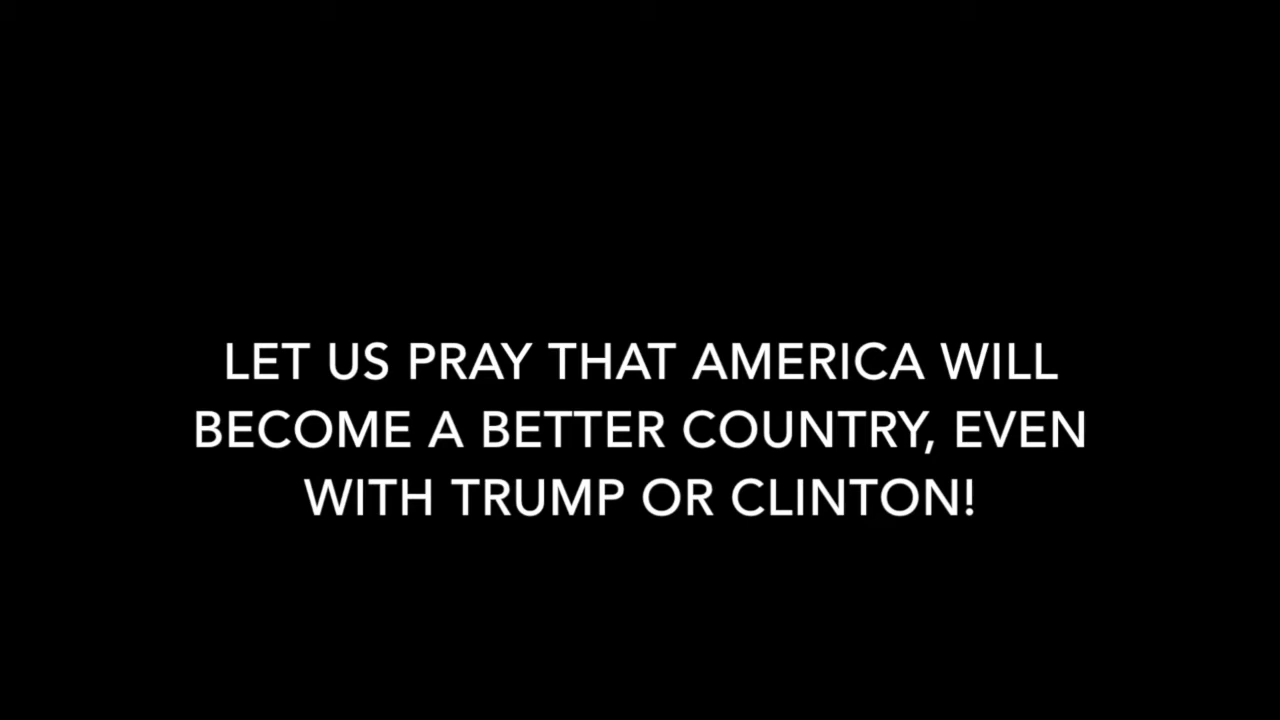 LET US PRAY THAT AMERICA WILL
BECOME A BETTER COUNTRY, EVEN
WITH TRUMP OR CLINTON!